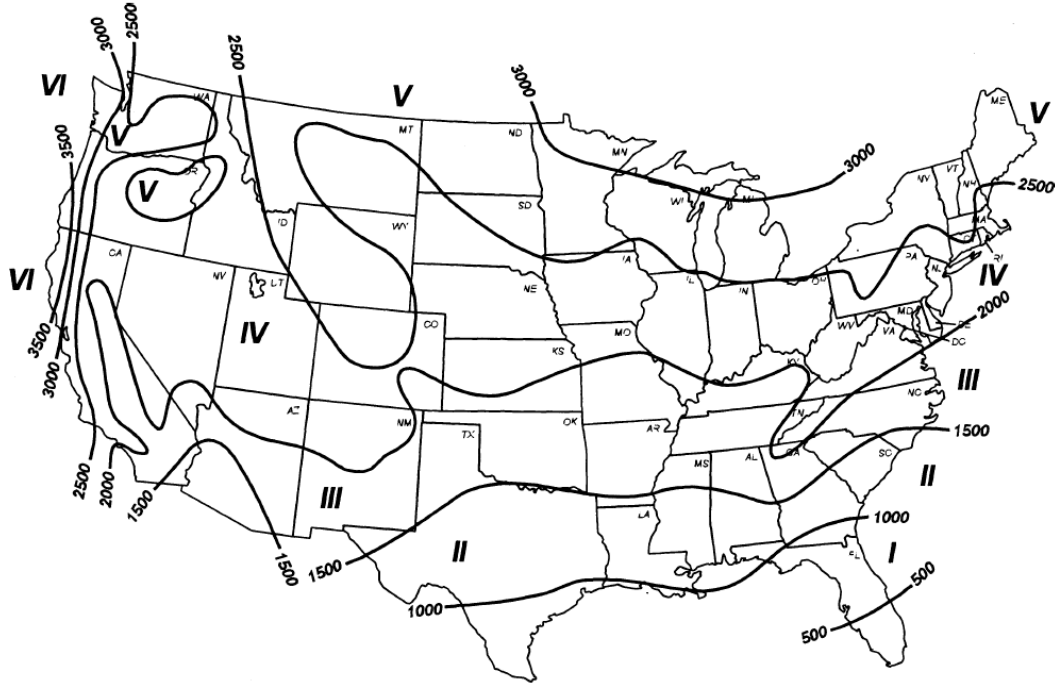 3000
2500
VI
WA
V
3500
OR
V
2500
V
MT
ID
WY
3000
ND
MN
SD
WI
MI
3000
ME
V
VT
NH
NY
2500
MA
CT
RI
PA
NJ
IV
VI
CA
NV
UT
IV
CO
NE
IA
IL
IN
OH
MO
KS
WV
VA
MD
DE
DC
2000
KY
III
NC
TN
3500
3000
2500
2000
1500
AZ
NM
III
1500
TX
OK
AR
MS
AL
GA
SC
1500
II
1500
II
LA
1000
1000
FL
I
500
500